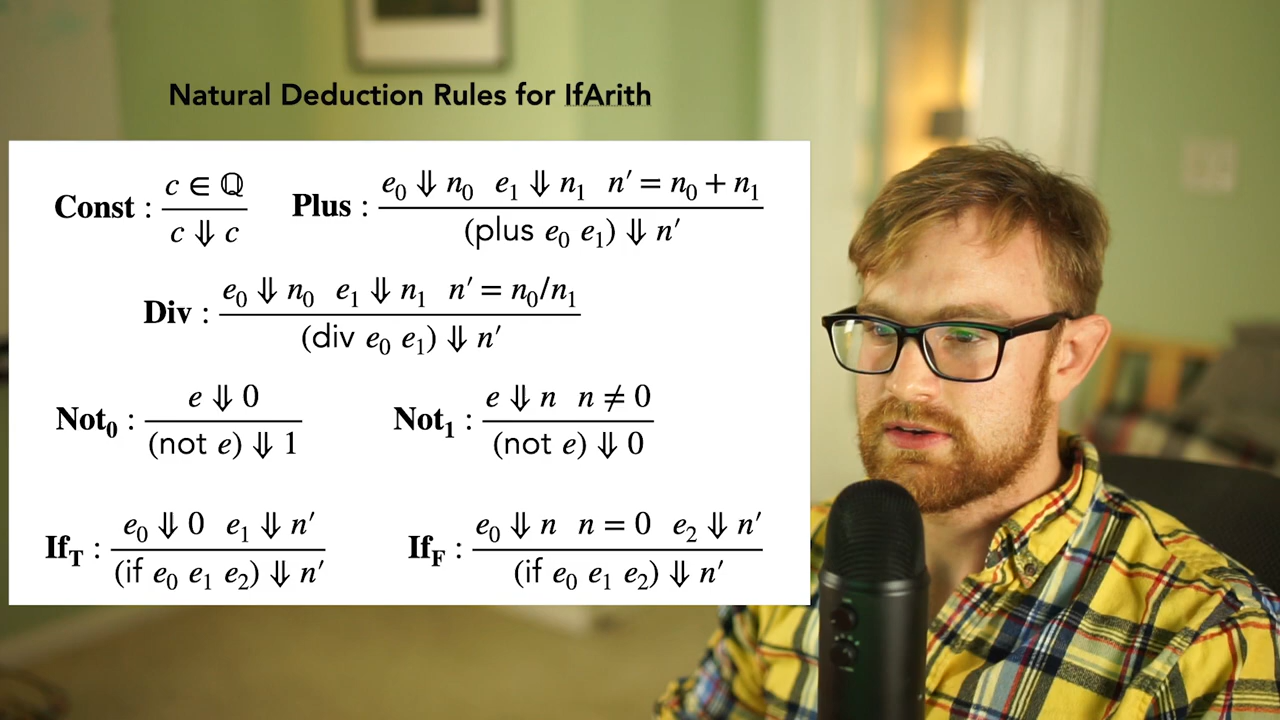 Natural Deduction Rules for IfArith
Const : c ∈ ℚ / c ⇓ c
Plus : e₀ ⇓ n₀ e₁ ⇓ n₁ n′ = n₀ + n₁ / (plus e₀ e₁) ⇓ n′
Div : e₀ ⇓ n₀ e₁ ⇓ n₁ n′ = n₀/n₁ / (div e₀ e₁) ⇓ n′
Not₀ : e ⇓ 0 / (not e) ⇓ 1
Not₁ : e ⇓ n n ≠ 0 / (not e) ⇓ 0
If_T : e₀ ⇓ 0 e₁ ⇓ n′ / (if e₀ e₁ e₂) ⇓ n′
If_F : e₀ ⇓ n n = 0 e₂ ⇓ n′ / (if e₀ e₁ e₂) ⇓ n′